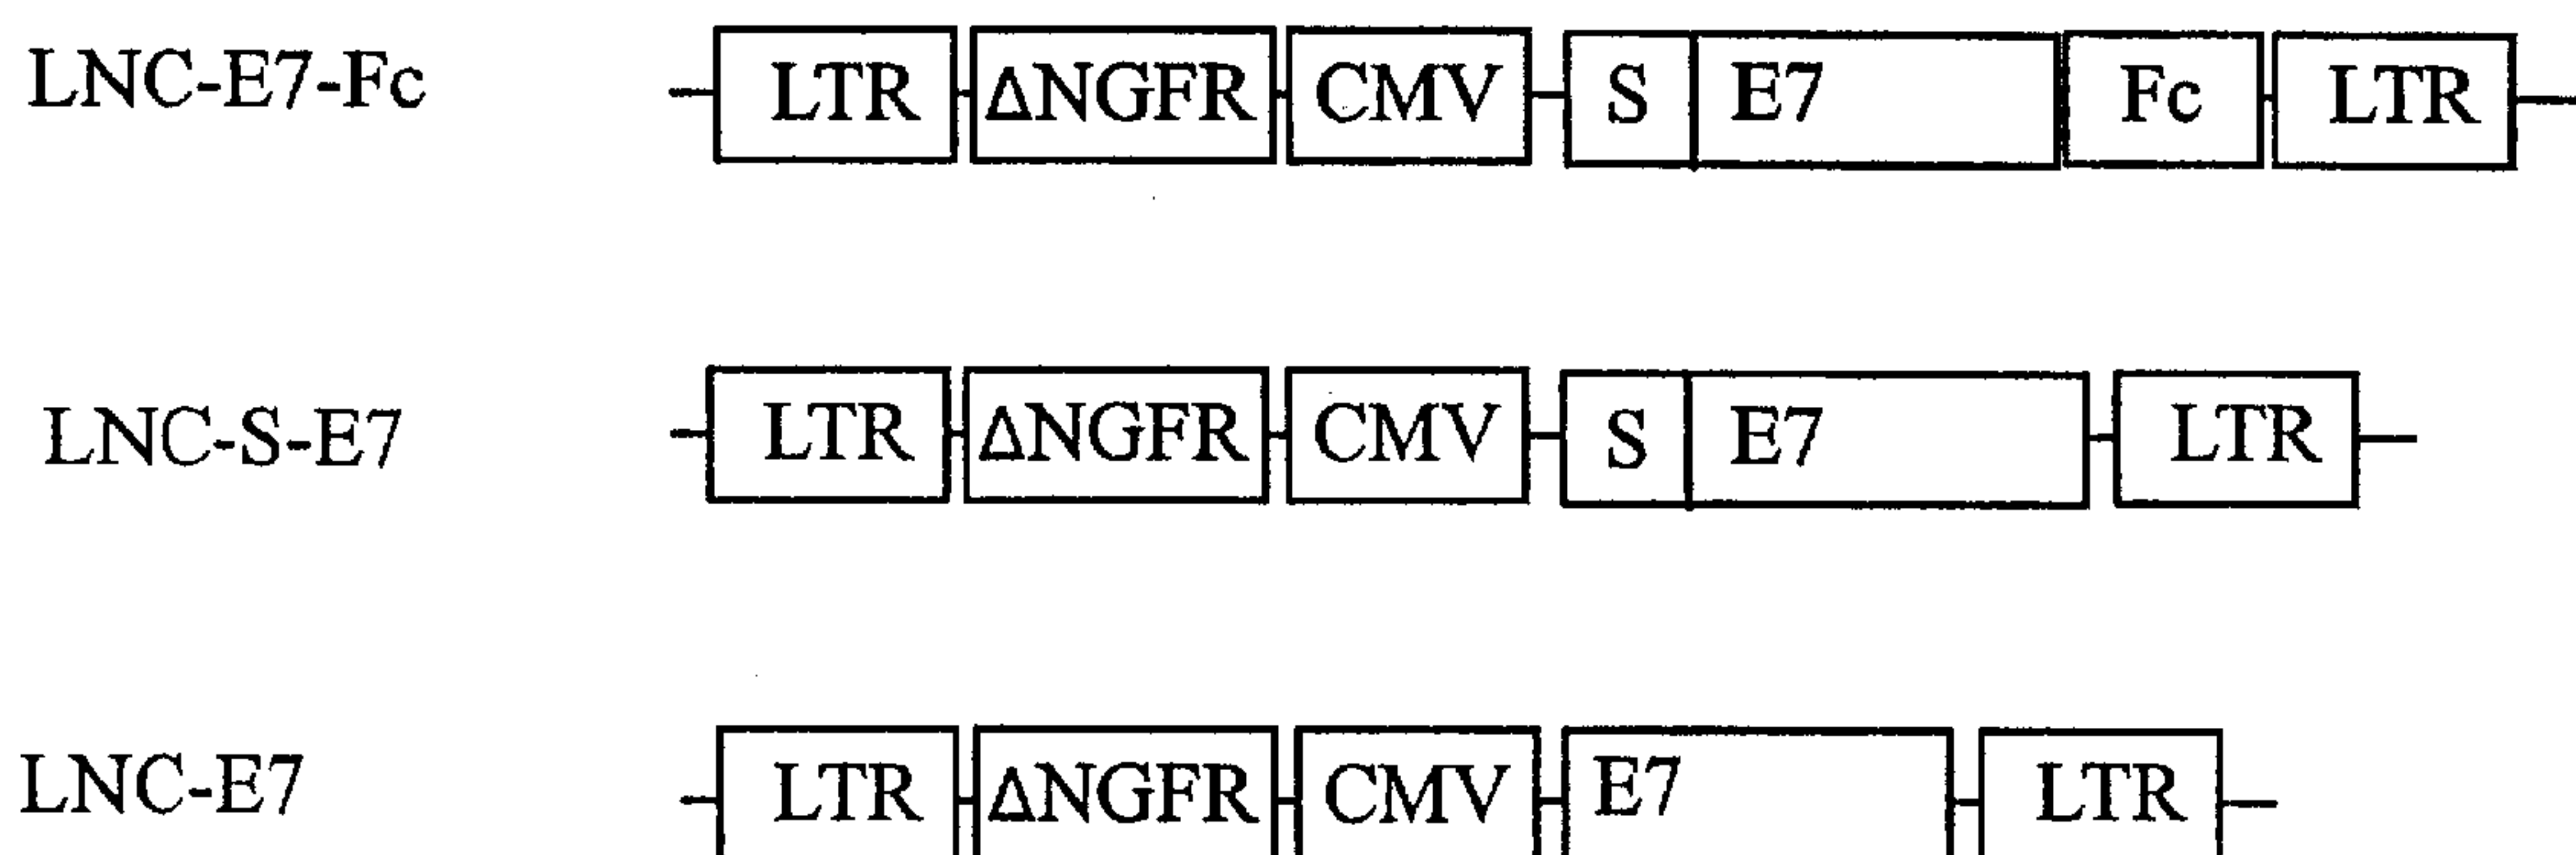 LNC-E7-Fc LTR ΔNGFR CMV S E7 Fc LTR
LNC-S-E7 LTR ΔNGFR CMV S E7 LTR
LNC-E7 LTR ΔNGFR CMV E7 LTR